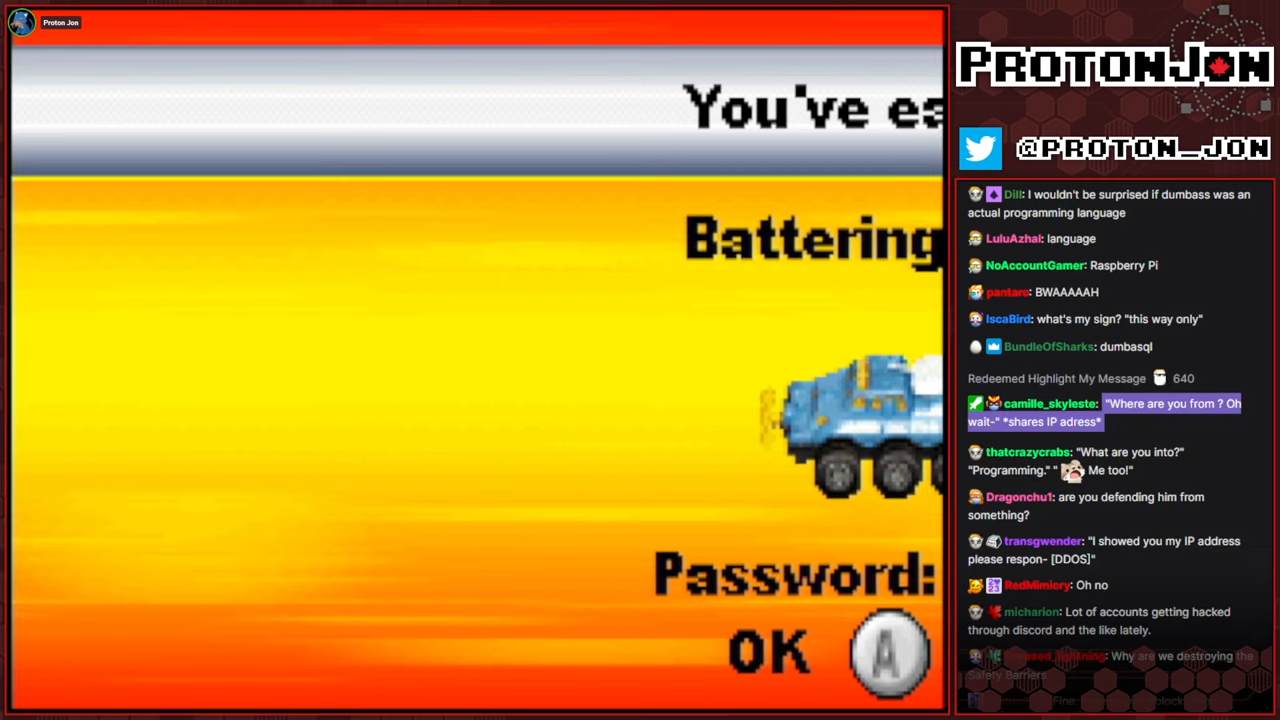 Proton Jon
You've ea
Battering
Password:
OK A
PROTONJON
@PROTON_JON
Dill: I wouldn't be surprised if dumbass was an
actual programming language
LuluAzhal: language
NoAccountGamer: Raspberry Pi
pantaro: BWAAAAAH
IscaBird: what's my sign? "this way only"
BundleOfSharks: dumbasql
Redeemed Highlight My Message 640
camille_skyleste: "Where are you from ? Oh
wait-" *shares IP adress*
thatcrazycrabs: "What are you into?"
"Programming." " Me too!"
Dragonchu1: are you defending him from
something?
transgwender: "I showed you my IP address
please respon- [DDOS]"
RedMimicry: Oh no
micharion: Lot of accounts getting hacked
through discord and the like lately.
Why are we destroying the
Safety Barriers
Fine,